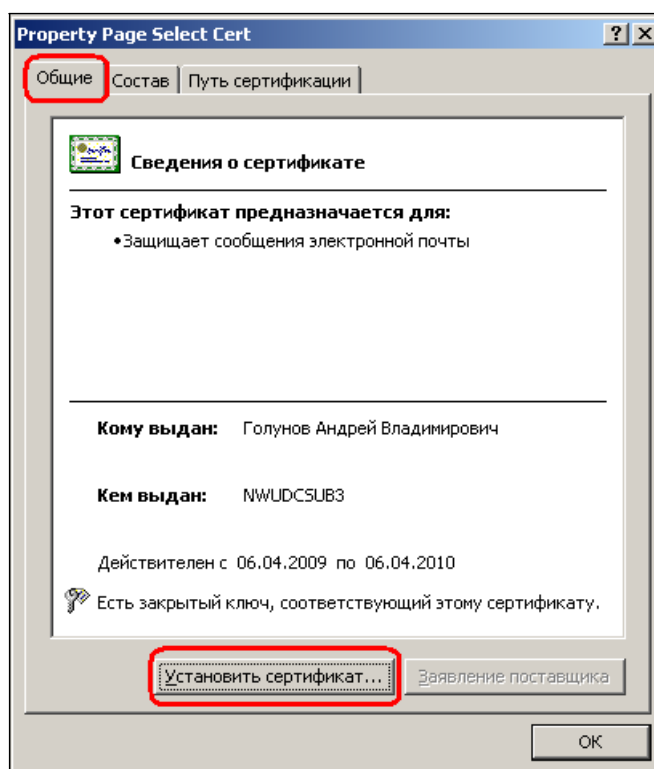 Property Page Select Cert
Общие Состав Путь сертификации
Сведения о сертификате
Этот сертификат предназначается для:
•Защищает сообщения электронной почты
Кому выдан: Голунов Андрей Владимирович
Кем выдан: NWUDCSUB3
Действителен с 06.04.2009 по 06.04.2010
Есть закрытый ключ, соответствующий этому сертификату.
Установить сертификат... Заявление поставщика
ОК